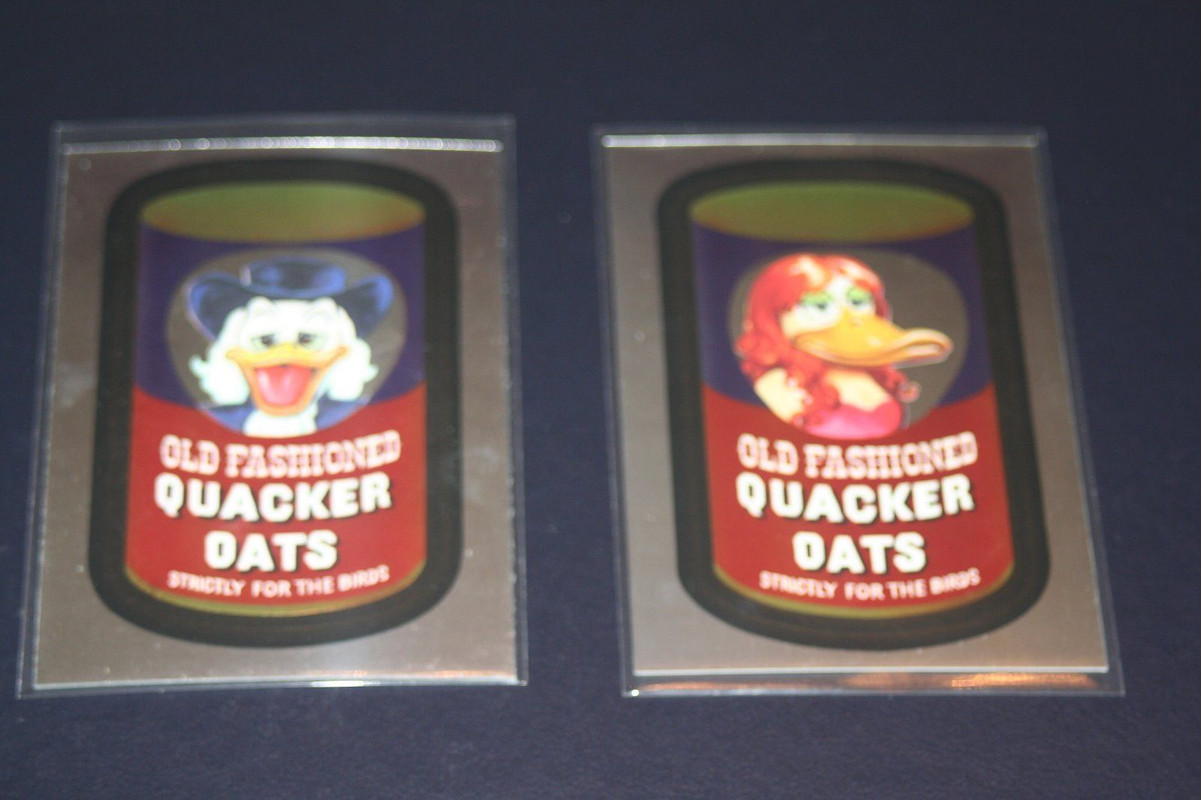 OLD FASHIONED
QUACKER
OATS
STRICTLY FOR THE BIRDS
OLD FASHIONED
QUACKER
OATS
STRICTLY FOR THE BIRDS